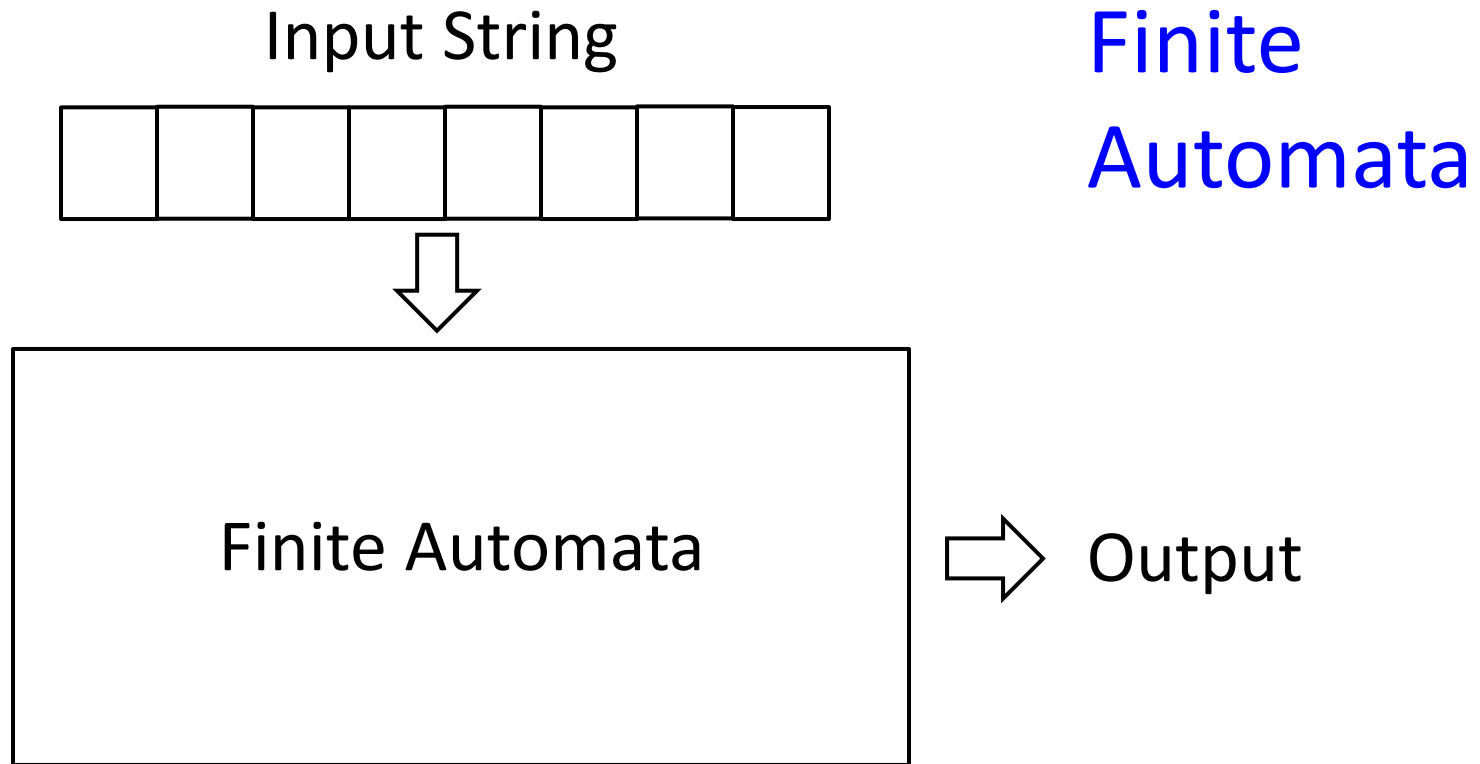 Input String
Finite
Automata
Finite Automata
Output